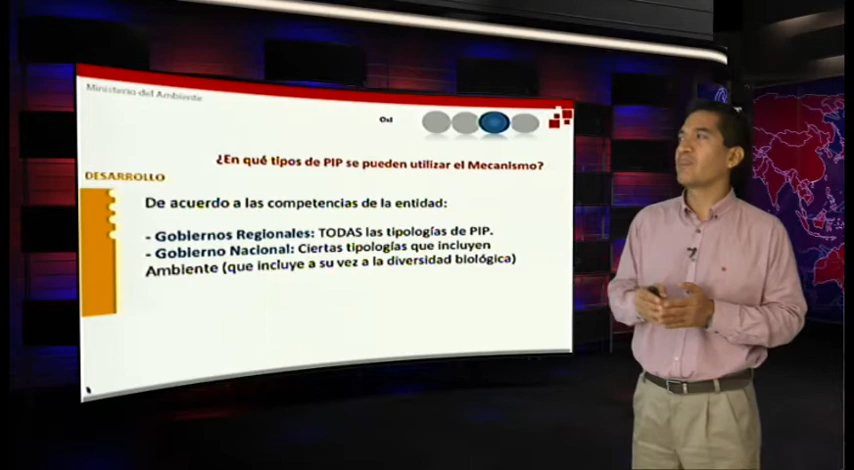 Ministerio del Ambiente
¿En qué tipos de PIP se pueden utilizar el Mecanismo?
DESARROLLO
De acuerdo a las competencias de la entidad:
- Gobiernos Regionales: TODAS las tipologías de PIP.
- Gobierno Nacional: Ciertas tipologías que incluyen
Ambiente (que incluye a su vez a la diversidad biológica)